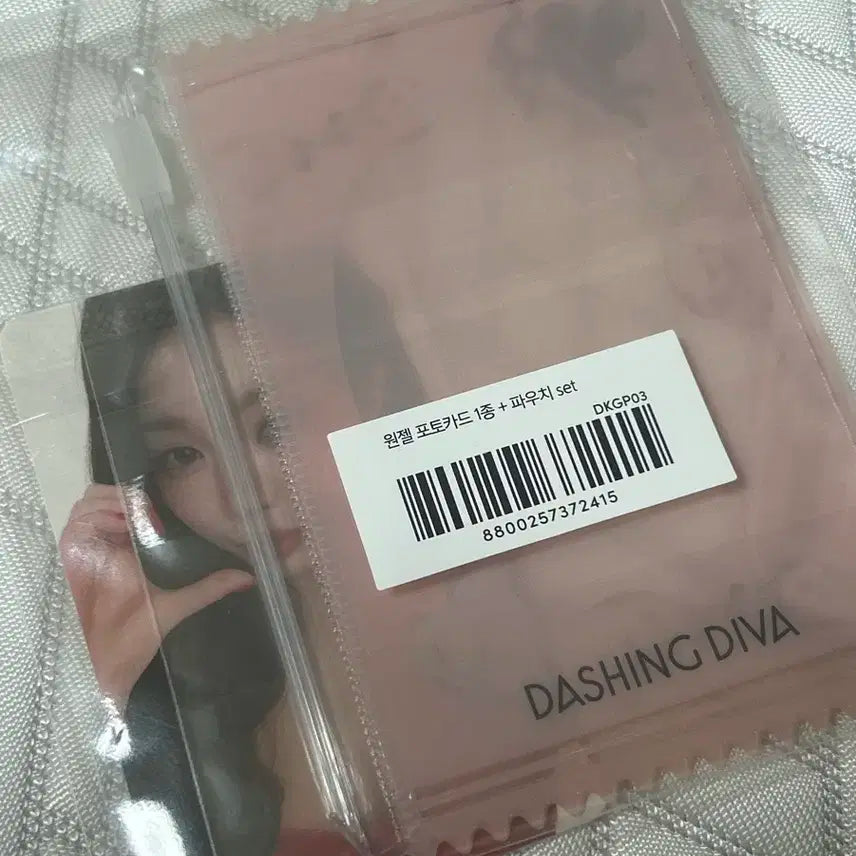 원젤 포토카드 1종 + 파우치 set
DKGP03
8800257372415
DASHING DIVA